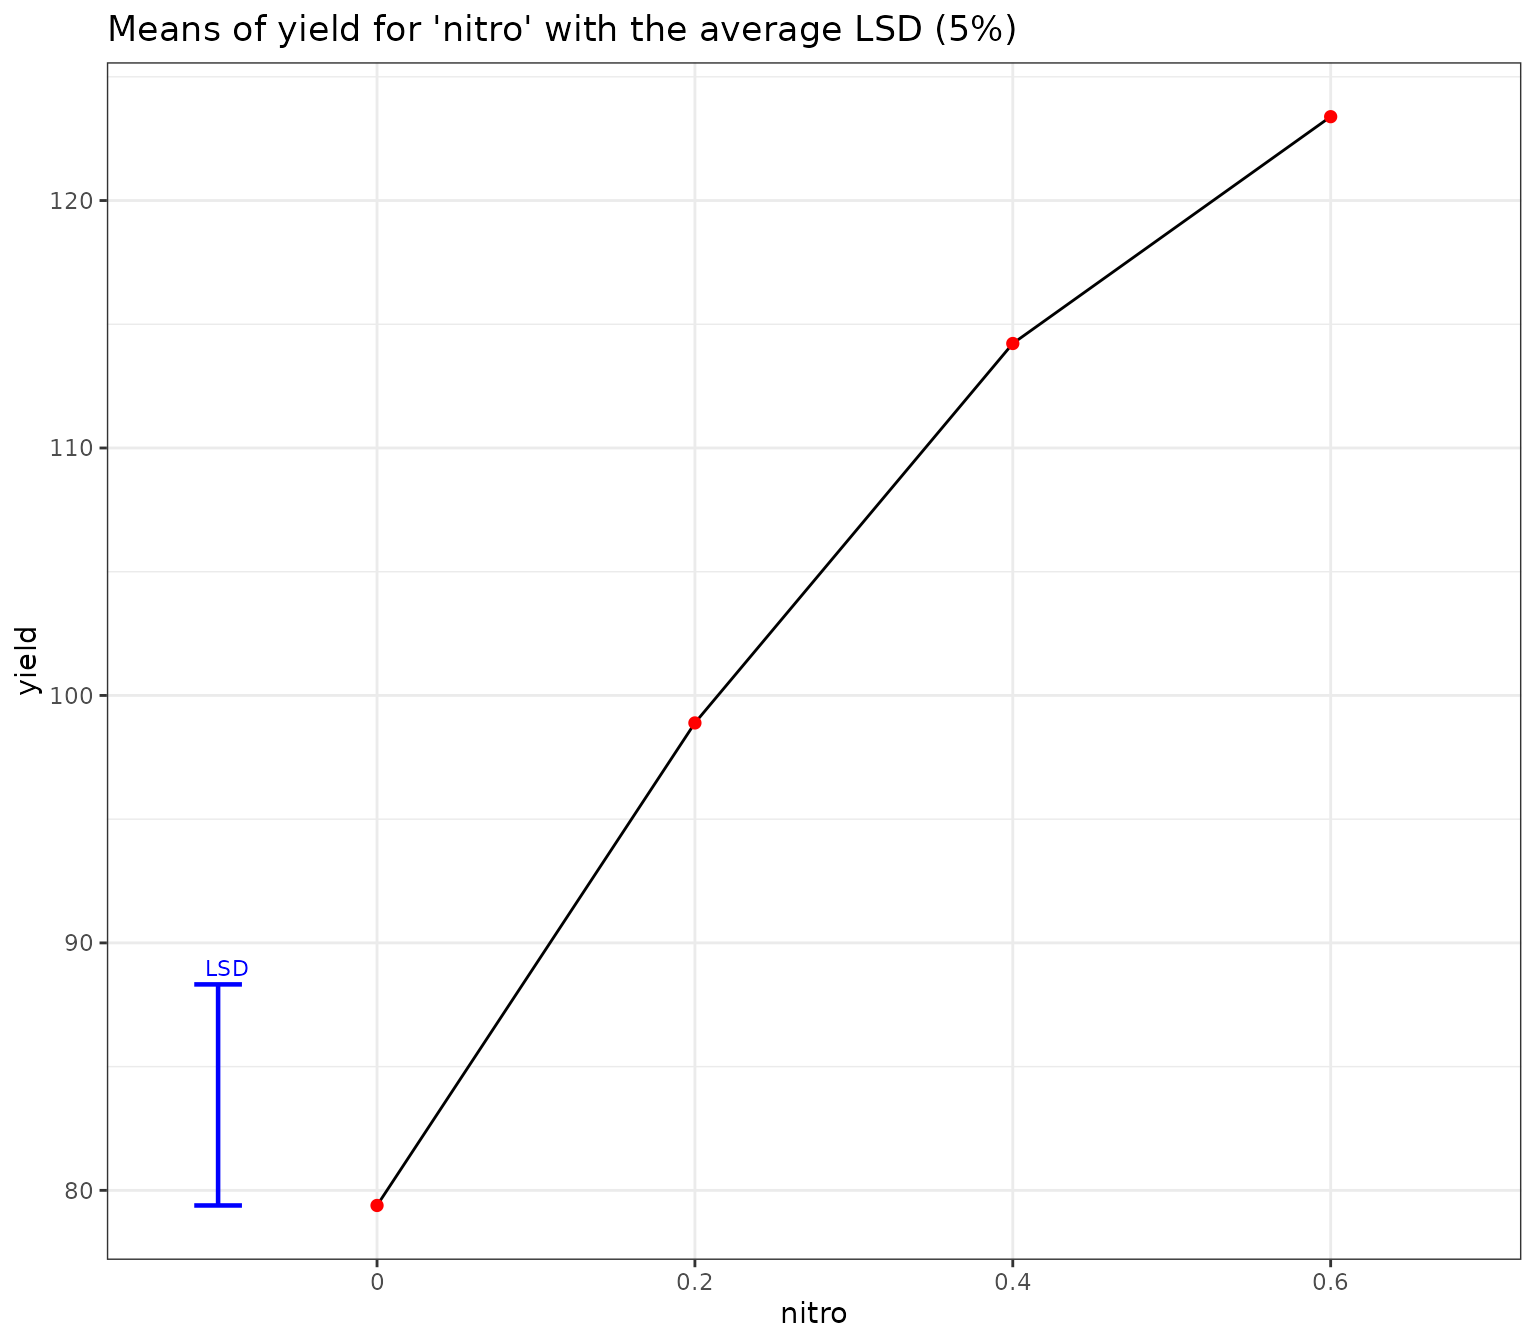 Means of yield for 'nitro' with the average LSD (5%)
120
110
100
90
80
yield
LSD
0 0.2 0.4 0.6
nitro